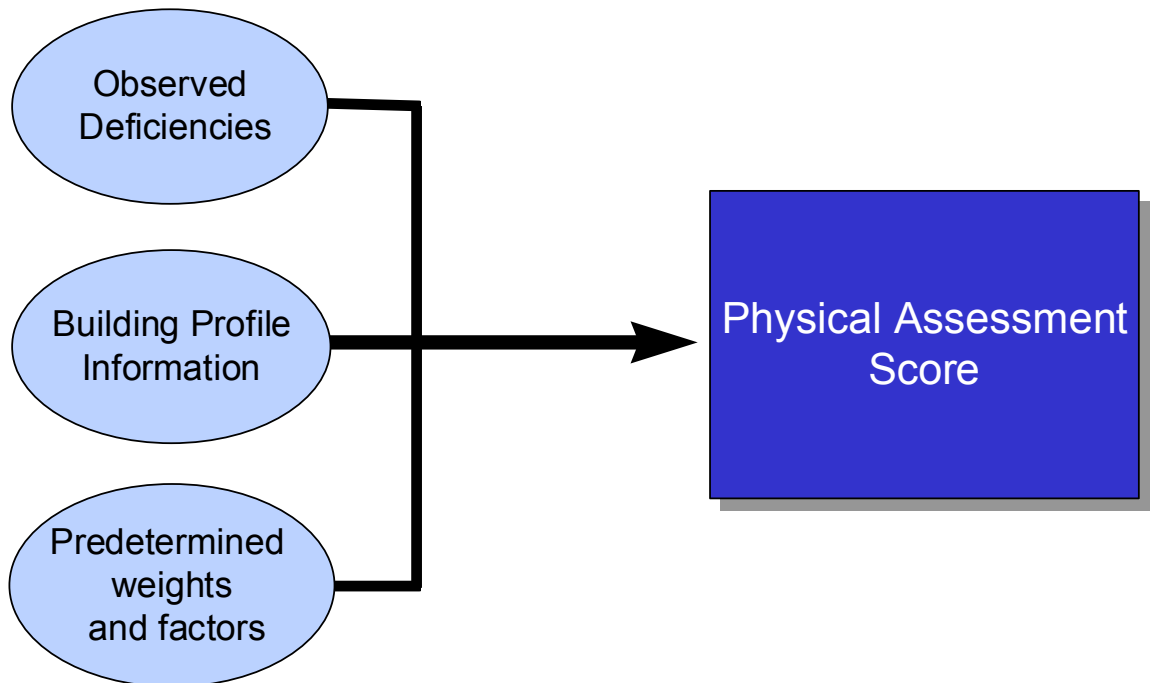 Observed
Deficiencies
Building Profile
Information
Predetermined
weights
and factors
Physical Assessment
Score